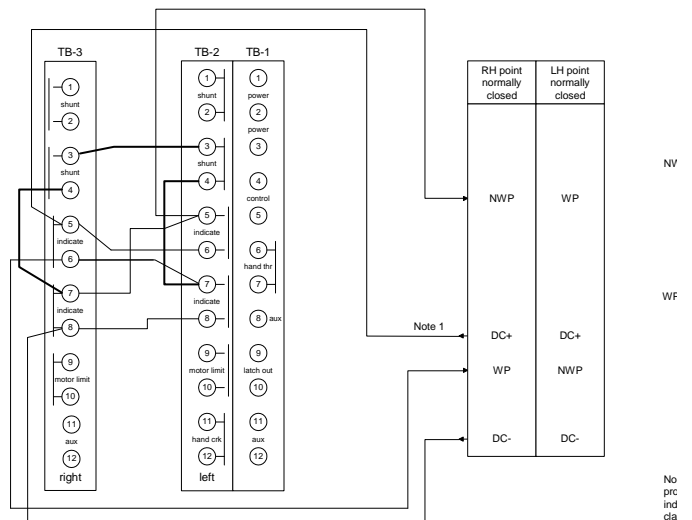 TB-3
TB-2
TB-1
1
shunt
2
3
shunt
4
5
indicate
6
7
indicate
8
9
motor limit
10
11
aux
12
right
1
shunt
2
3
shunt
4
5
indicate
6
7
indicate
8
9
motor limit
10
11
hand crk
12
left
1
power
2
power
3
4
control
5
6
hand thr
7
8 aux
9
latch out
10
11
aux
12
Note 1
RH point
normally
closed
LH point
normally
closed
NWP WP
DC+ DC+
WP NWP
DC- DC-